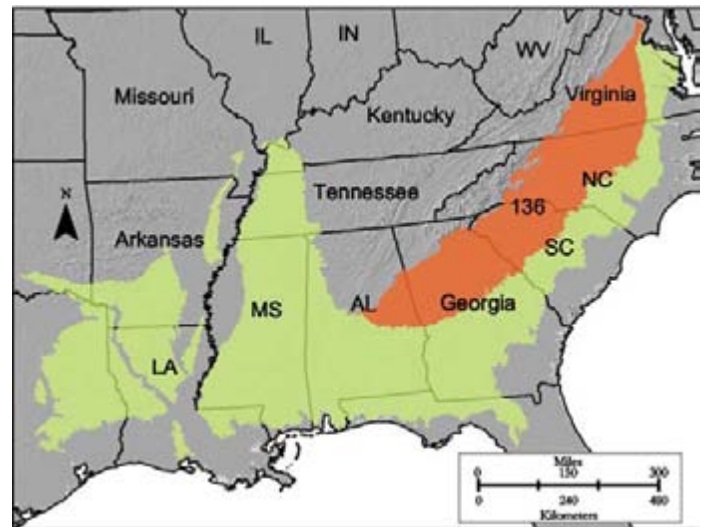 IL
IN
WV
Missouri
Virginia
Kentucky
NC
Tennessee
N
136
Arkansas
SC
MS
AL
Georgia
LA
Miles
0 150 300
0 240 480
Kilometers